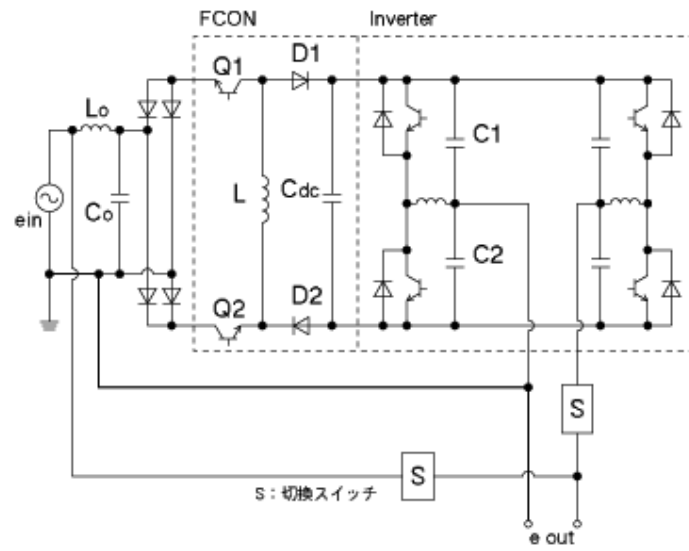 FCON
Inverter
Q1
D1
Lo
C1
ein
Co
L
Cdc
C2
Q2
D2
S
S
S：切換スイッチ
e out